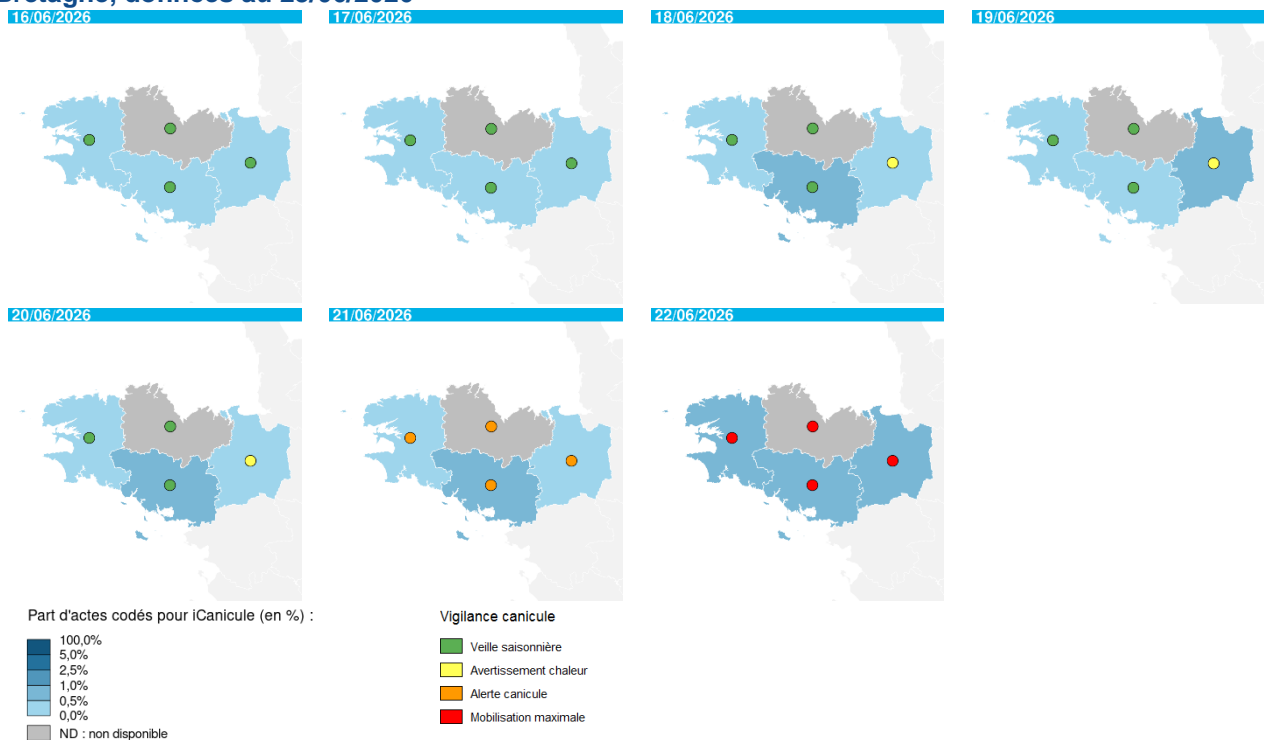 16/06/2026
17/06/2026
18/06/2026
19/06/2026
20/06/2026
21/06/2026
22/06/2026
Part d'actes codés pour iCanicule (en %) :
100,0%
5,0%
2,5%
1,0%
0,5%
0,0%
ND : non disponible
Vigilance canicule
Veille saisonnière
Avertissement chaleur
Alerte canicule
Mobilisation maximale